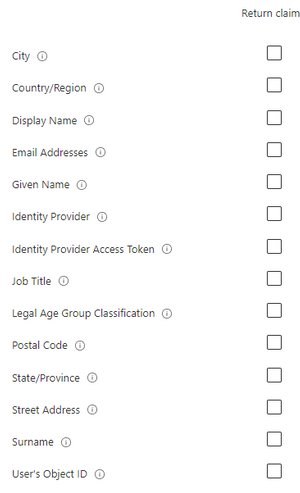 Return claim
City
Country/Region
Display Name
Email Addresses
Given Name
Identity Provider
Identity Provider Access Token
Job Title
Legal Age Group Classification
Postal Code
State/Province
Street Address
Surname
User's Object ID